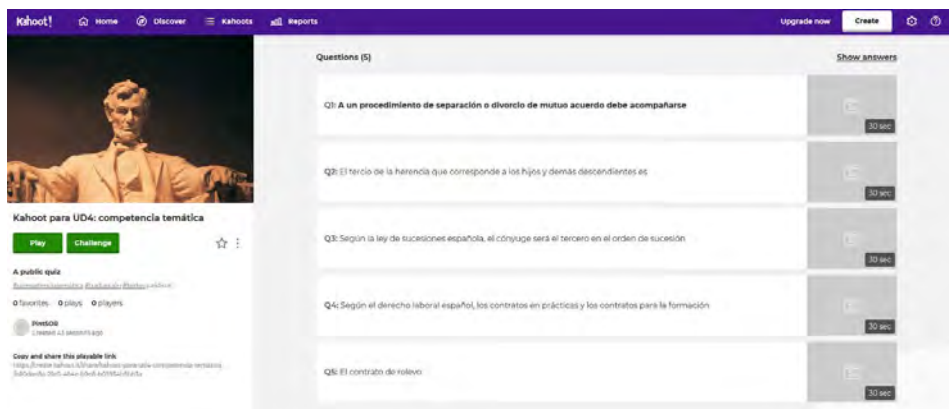 Kahoot!
Home
Discover
Kahoots
Reports
Upgrade now
Create
Questions (5)
Show answers
Q1: A un procedimiento de separación o divorcio de mutuo acuerdo debe acompañarse
30 sec
Q2: El tercio de la herencia que corresponde a los hijos y demás descendientes es
30 sec
Q3: Según la ley de sucesiones española, el cónyuge será el tercero en el orden de sucesión
30 sec
Q4: Según el derecho laboral español, los contratos en prácticas y los contratos para la formación
30 sec
Q5: El contrato de relevo
30 sec
Kahoot para UD4: competencia temática
Play
Challenge
A public quiz
0 favorites 0 plays 0 players
Created 43 seconds ago
Copy and share this playable link